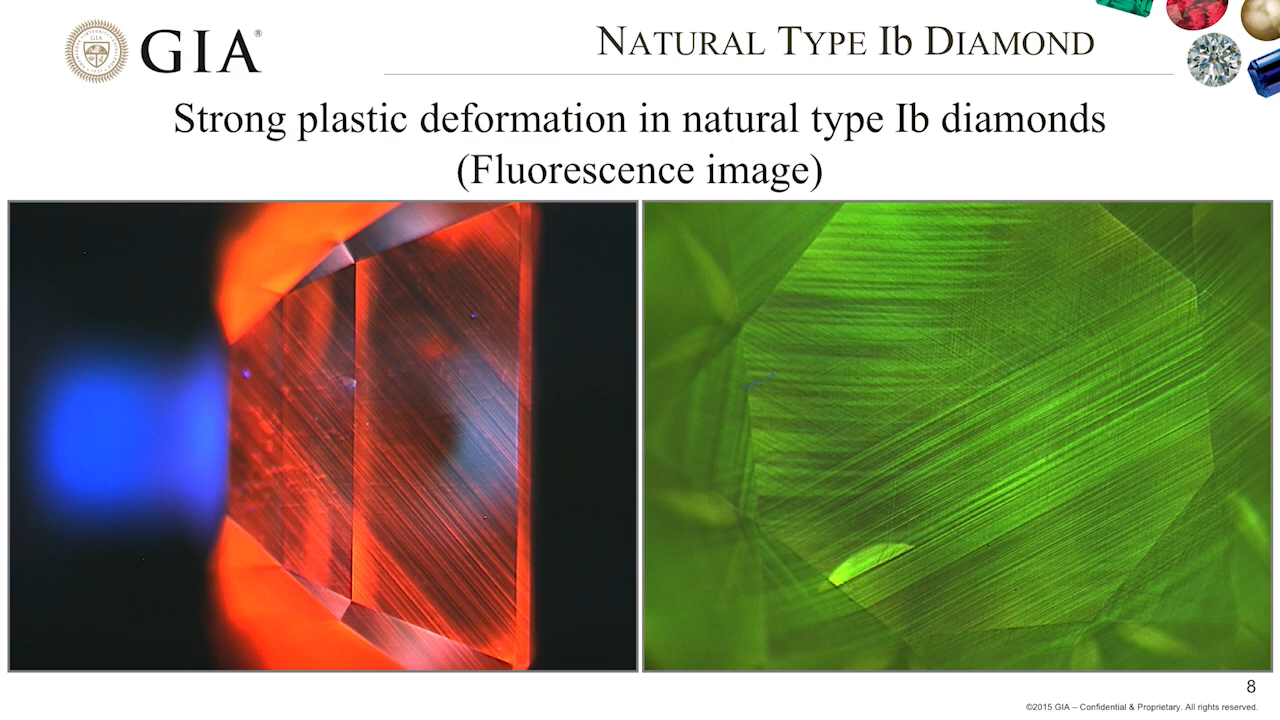 GIA®
NATURAL TYPE Ib DIAMOND
Strong plastic deformation in natural type Ib diamonds
(Fluorescence image)
8
©2015 GIA – Confidential & Proprietary. All rights reserved.